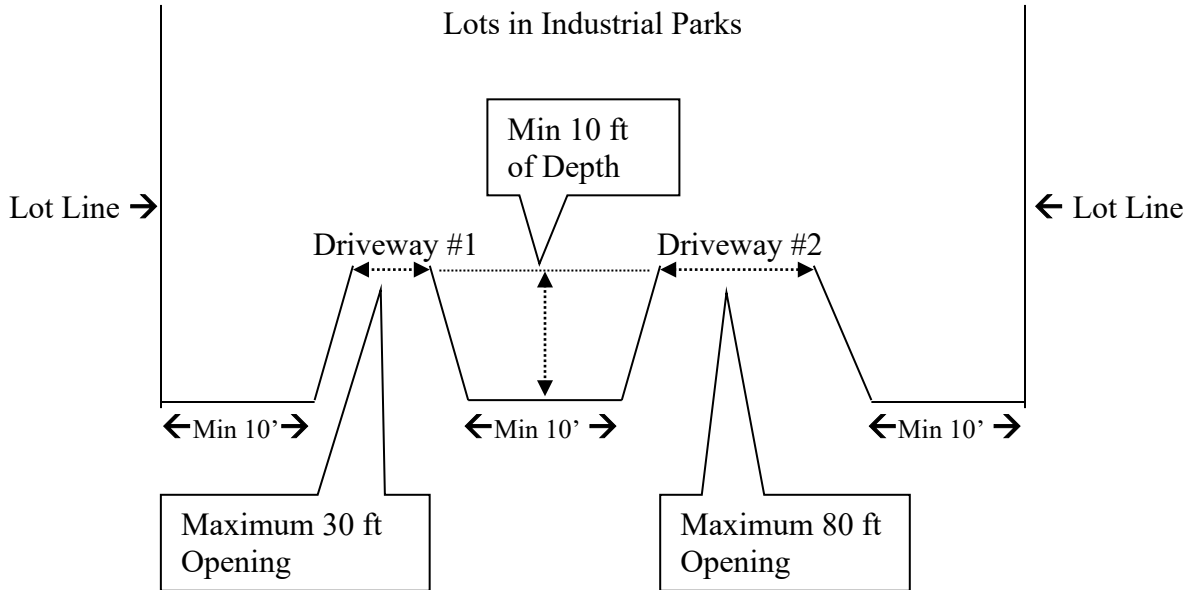 Lots in Industrial Parks
Min 10 ft
of Depth
Lot Line →
← Lot Line
Driveway #1
Driveway #2
←Min 10’ →
←Min 10’ →
←Min 10’ →
Maximum 30 ft
Opening
Maximum 80 ft
Opening